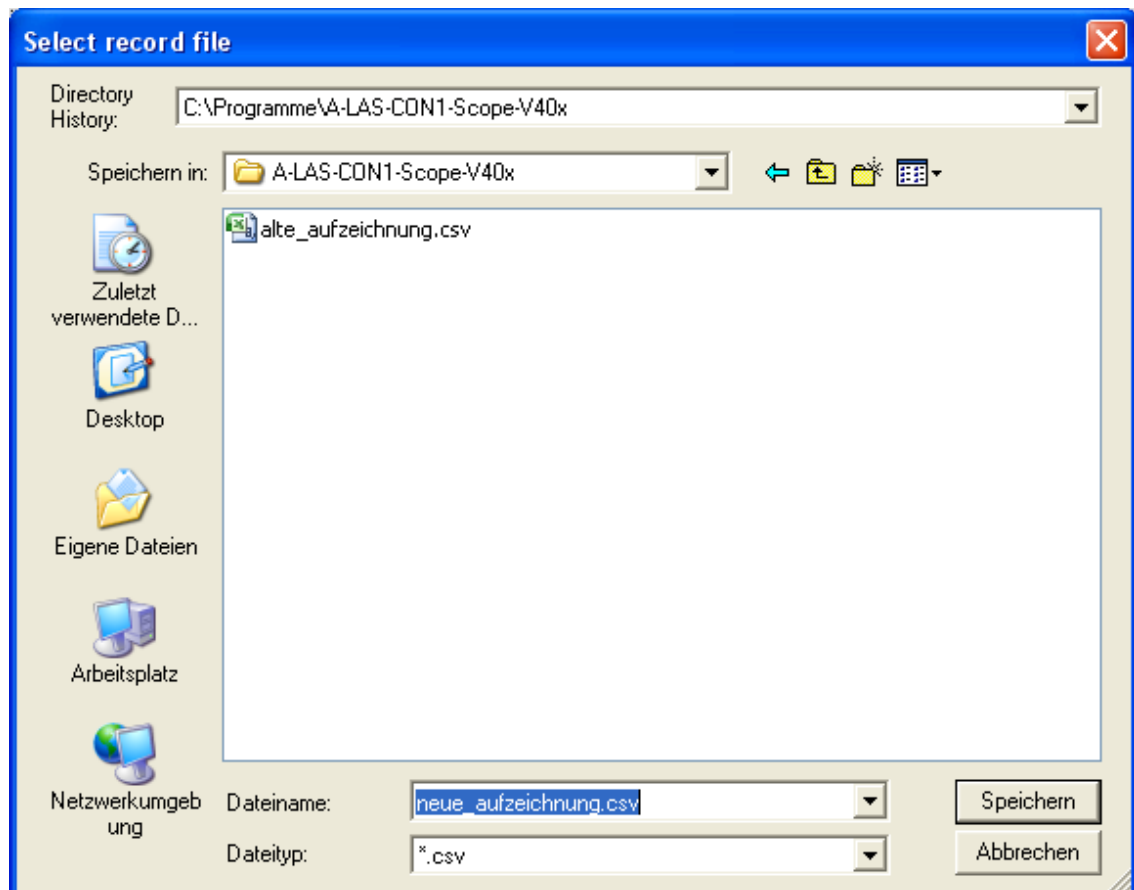 Select record file
Directory
History:
C:\Programme\A-LAS-CON1-Scope-V40x
Speichern in:
A-LAS-CON1-Scope-V40x
alte_aufzeichnung.csv
Zuletzt
verwendete D...
Desktop
Eigene Dateien
Arbeitsplatz
Netzwerkumgeb
ung
Dateiname:
neue_aufzeichnung.csv
Speichern
Dateityp:
*.csv
Abbrechen